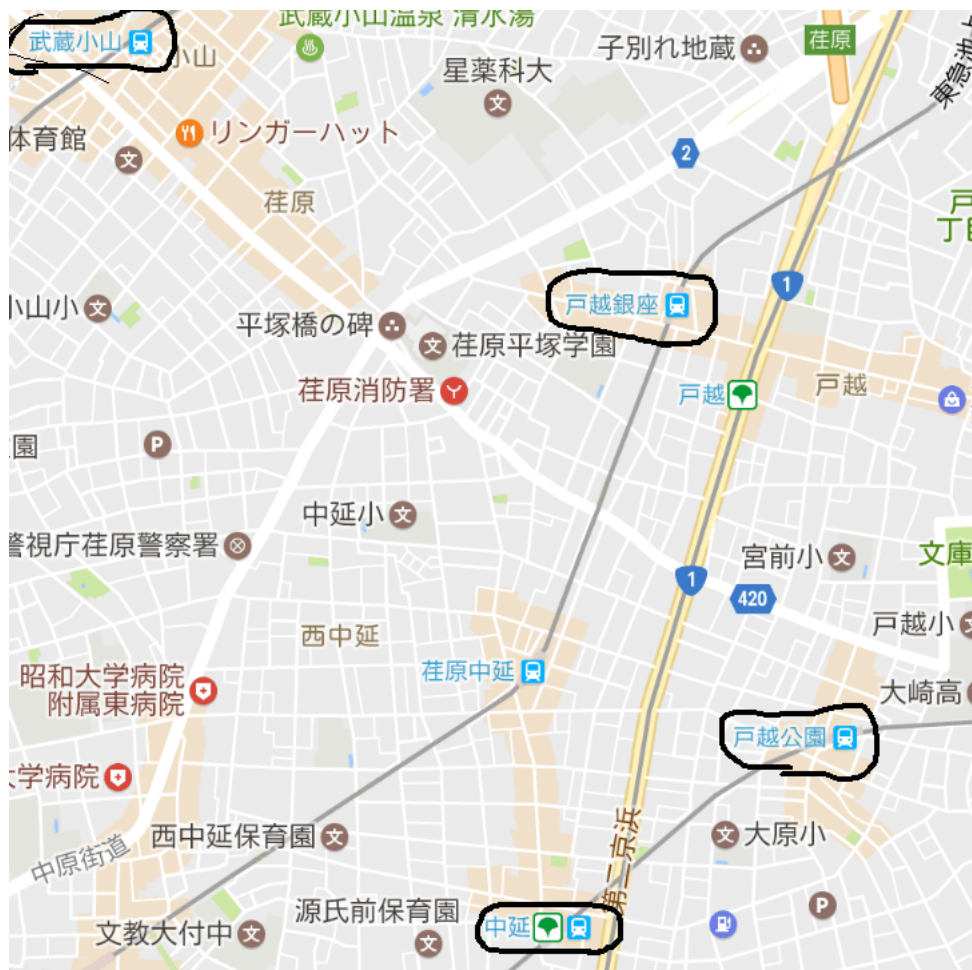 武蔵小山温泉 清水湯
武蔵小山
小山
子別れ地蔵
荏原
星薬科大
東急池上
体育館
リンガーハット
2
荏原
戸
丁目
1
小山小
戸越銀座
平塚橋の碑
荏原平塚学園
荏原消防署
戸越
戸越
園
P
中延小
警視庁荏原警察署
宮前小
文庫
1
420
戸越小
西中延
荏原中延
昭和大学病院
附属東病院
大崎高
戸越公園
大学病院
西中延保育園
大原小
第二京浜
中原街道
源氏前保育園
P
中延
文教大付中